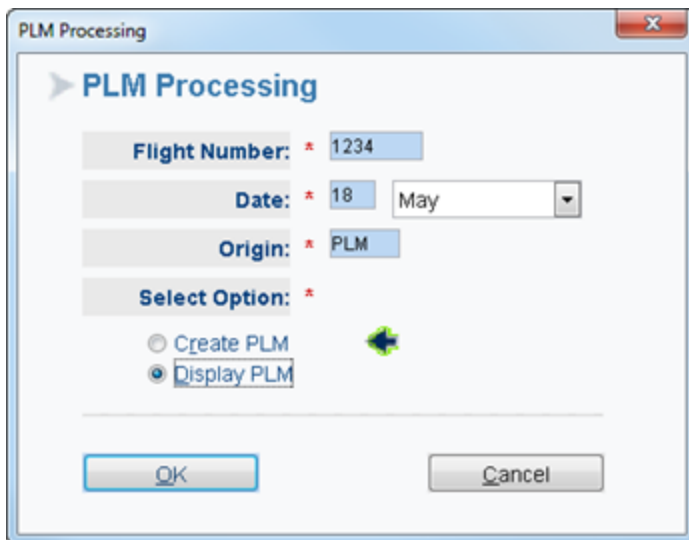 PLM Processing
PLM Processing
Flight Number: * 1234
Date: * 18 May
Origin: * PLM
Select Option: *
Create PLM
Display PLM
OK Cancel